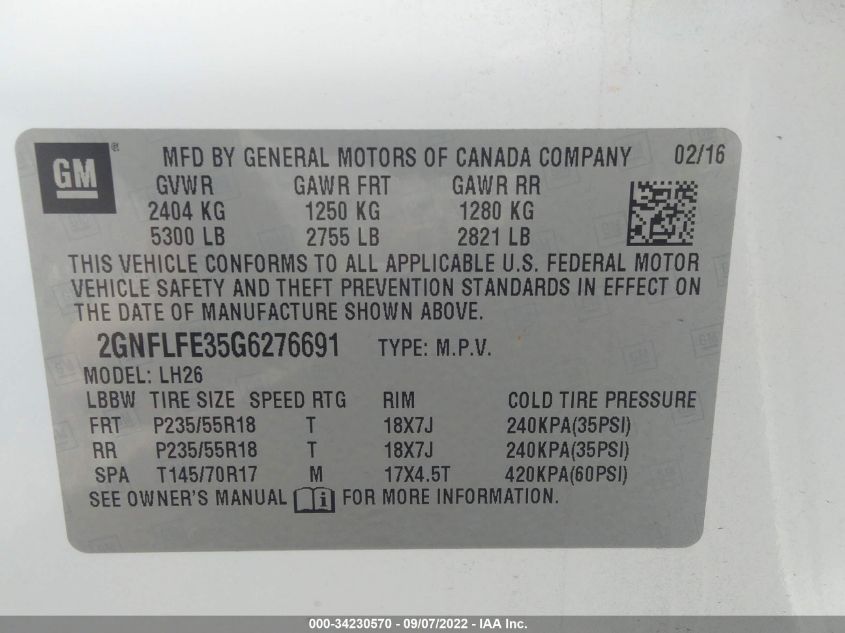 GM ® MFD BY GENERAL MOTORS OF CANADA COMPANY 02/16
GVWR GAWR FRT GAWR RR
2404 KG 1250 KG 1280 KG
5300 LB 2755 LB 2821 LB
THIS VEHICLE CONFORMS TO ALL APPLICABLE U.S. FEDERAL MOTOR
VEHICLE SAFETY AND THEFT PREVENTION STANDARDS IN EFFECT ON
THE DATE OF MANUFACTURE SHOWN ABOVE.
2GNFLFE35G6276691 TYPE: M.P.V.
MODEL: LH26
LBBW TIRE SIZE SPEED RTG RIM COLD TIRE PRESSURE
FRT P235/55R18 T 18X7J 240KPA(35PSI)
RR P235/55R18 T 18X7J 240KPA(35PSI)
SPA T145/70R17 M 17X4.5T 420KPA(60PSI)
SEE OWNER'S MANUAL i FOR MORE INFORMATION.
000-34230570 - 09/07/2022 - IAA Inc.